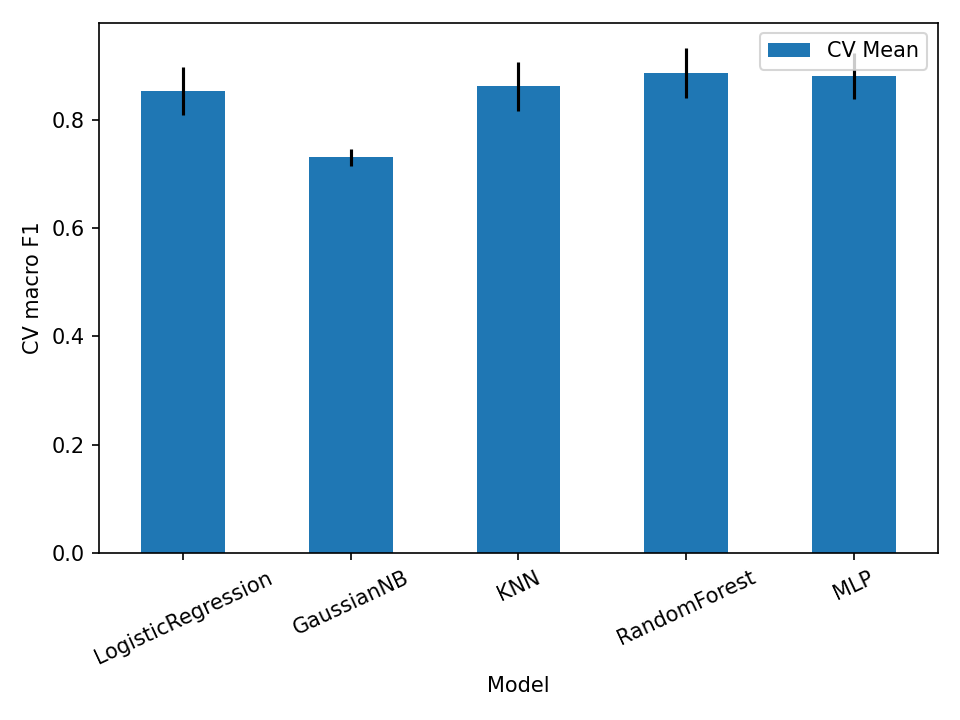 CV Mean
CV macro F1
0.8
0.6
0.4
0.2
0.0
LogisticRegression
GaussianNB
KNN
RandomForest
MLP
Model